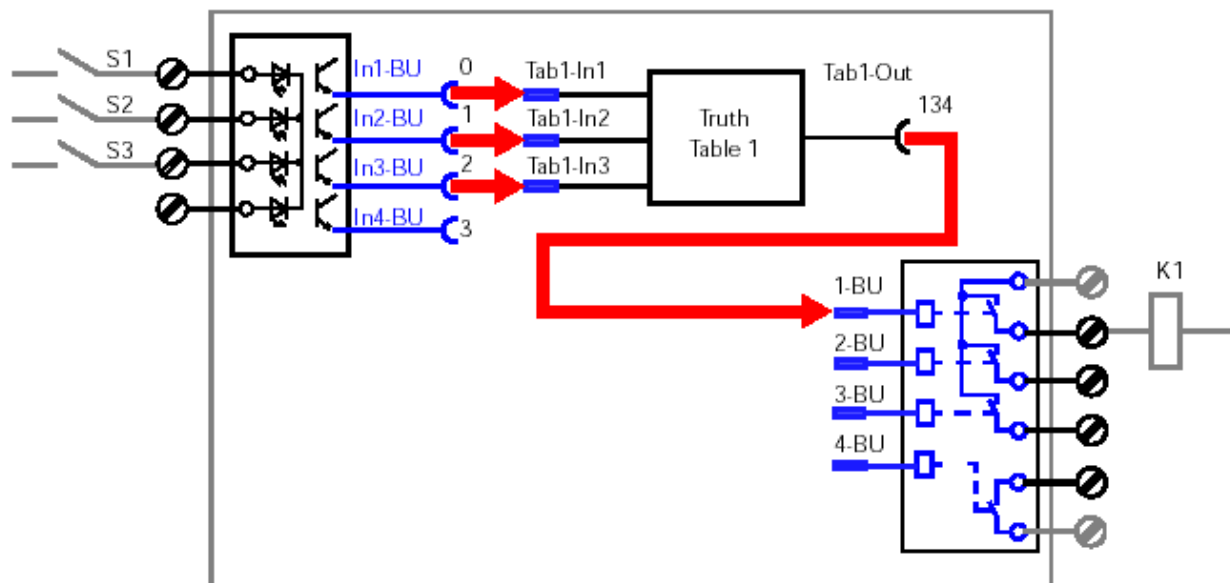 S1
S2
S3
In1-BU
In2-BU
In3-BU
In4-BU
0
1
2
3
Tab1-In1
Tab1-In2
Tab1-In3
Truth
Table 1
Tab1-Out
134
1-BU
2-BU
3-BU
4-BU
K1